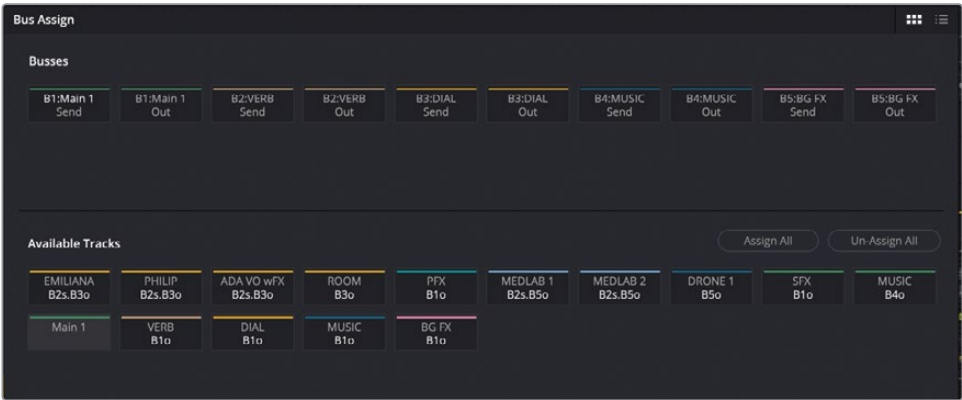 Bus Assign
Busses
B1:Main 1 B1:Main 1 B2:VERB B2:VERB B3:DIAL B3:DIAL B4:MUSIC B4:MUSIC B5:BG FX B5:BG FX
Send Out Send Out Send Out Send Out Send Out
Available Tracks Assign All Un-Assign All
EMILIANA PHILIP ADA VO wFX ROOM PFX MEDLAB 1 MEDLAB 2 DRONE 1 SFX MUSIC
B2s.B3o B2s.B3o B2s.B3o B3o B1o B2s.B5o B2s.B5o B5o B1o B4o
Main 1 VERB DIAL MUSIC BG FX
B1o B1o B1o B1o